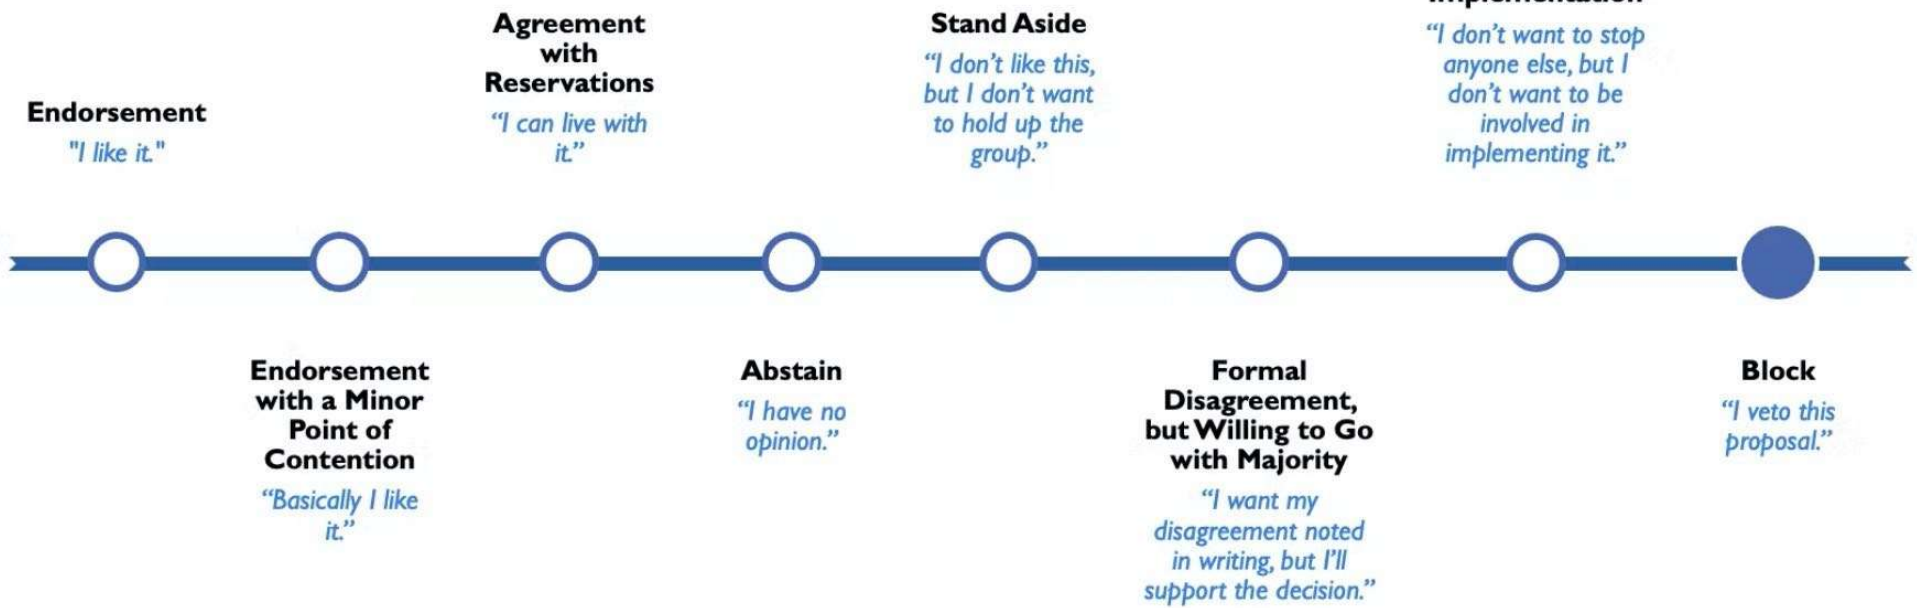 Endorsement
"I like it."
Endorsement
with a Minor
Point of
Contention
“Basically I like
it.”
Agreement
with
Reservations
“I can live with
it.”
Abstain
“I have no
opinion.”
Stand Aside
“I don’t like this,
but I don’t want
to hold up the
group.”
Formal
Disagreement,
but Willing to Go
with Majority
“I want my
disagreement noted
in writing, but I’ll
support the decision.”
“I don’t want to stop
anyone else, but I
don’t want to be
involved in
implementing it.”
Block
“I veto this
proposal.”